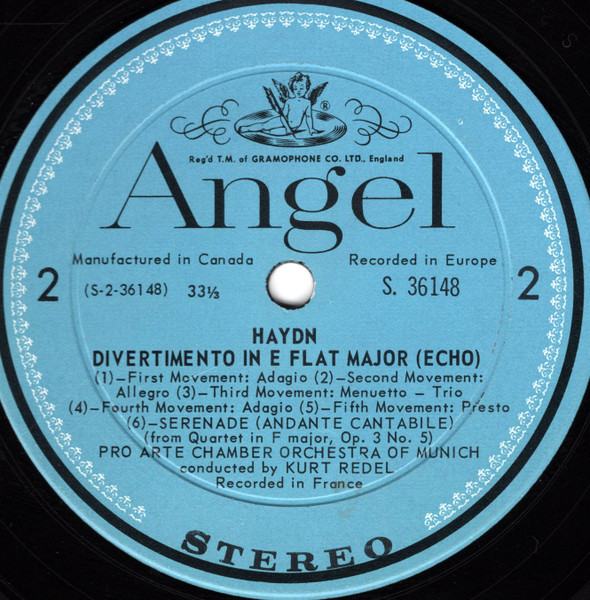 ®
Reg'd T.M. of GRAMOPHONE CO. LTD., England
Angel
Manufactured in Canada Recorded in Europe
2 (S-2-36148) 33⅓ S. 36148 2
HAYDN
DIVERTIMENTO IN E FLAT MAJOR (ECHO)
(1)–First Movement: Adagio (2)–Second Movement:
Allegro (3)–Third Movement: Menuetto – Trio
(4)–Fourth Movement: Adagio (5)–Fifth Movement: Presto
(6)–SERENADE (ANDANTE CANTABILE)
(from Quartet in F major, Op. 3 No. 5)
PRO ARTE CHAMBER ORCHESTRA OF MUNICH
conducted by KURT REDEL
Recorded in France
STEREO